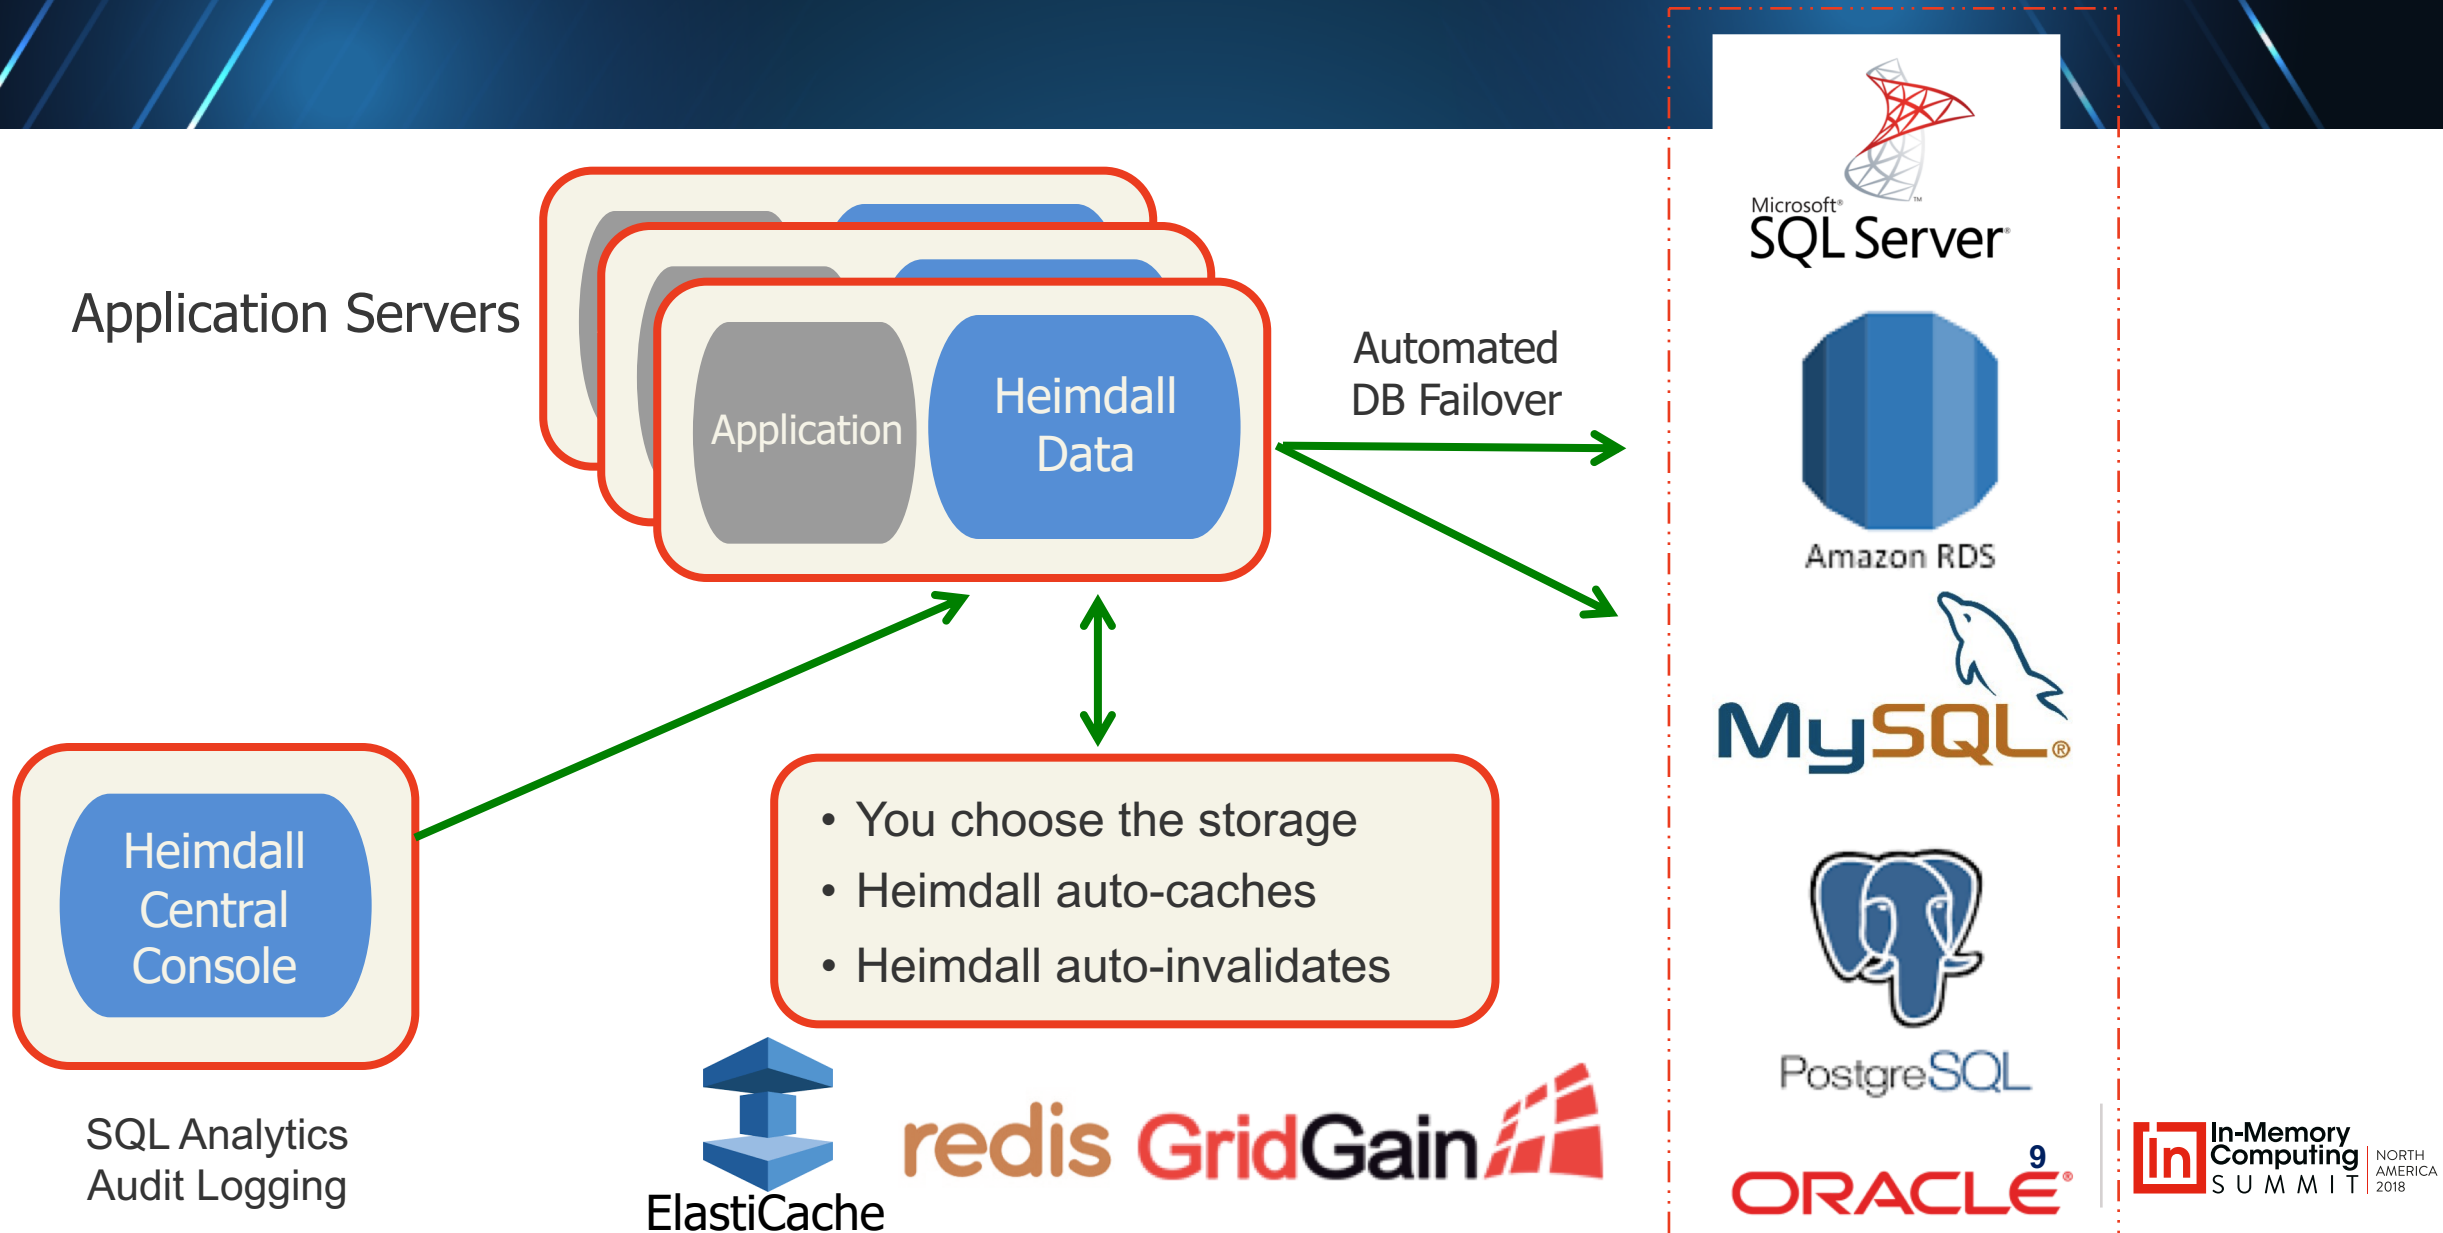 Application Servers
Application
Heimdall
Data
Automated
DB Failover
Microsoft®
SQL Server®
Amazon RDS
MySQL®
PostgreSQL
ORACLE®
Heimdall
Central
Console
SQL Analytics
Audit Logging
• You choose the storage
• Heimdall auto-caches
• Heimdall auto-invalidates
ElastiCache
redis
GridGain
9
In
In-Memory
Computing
SUMMIT
NORTH
AMERICA
2018